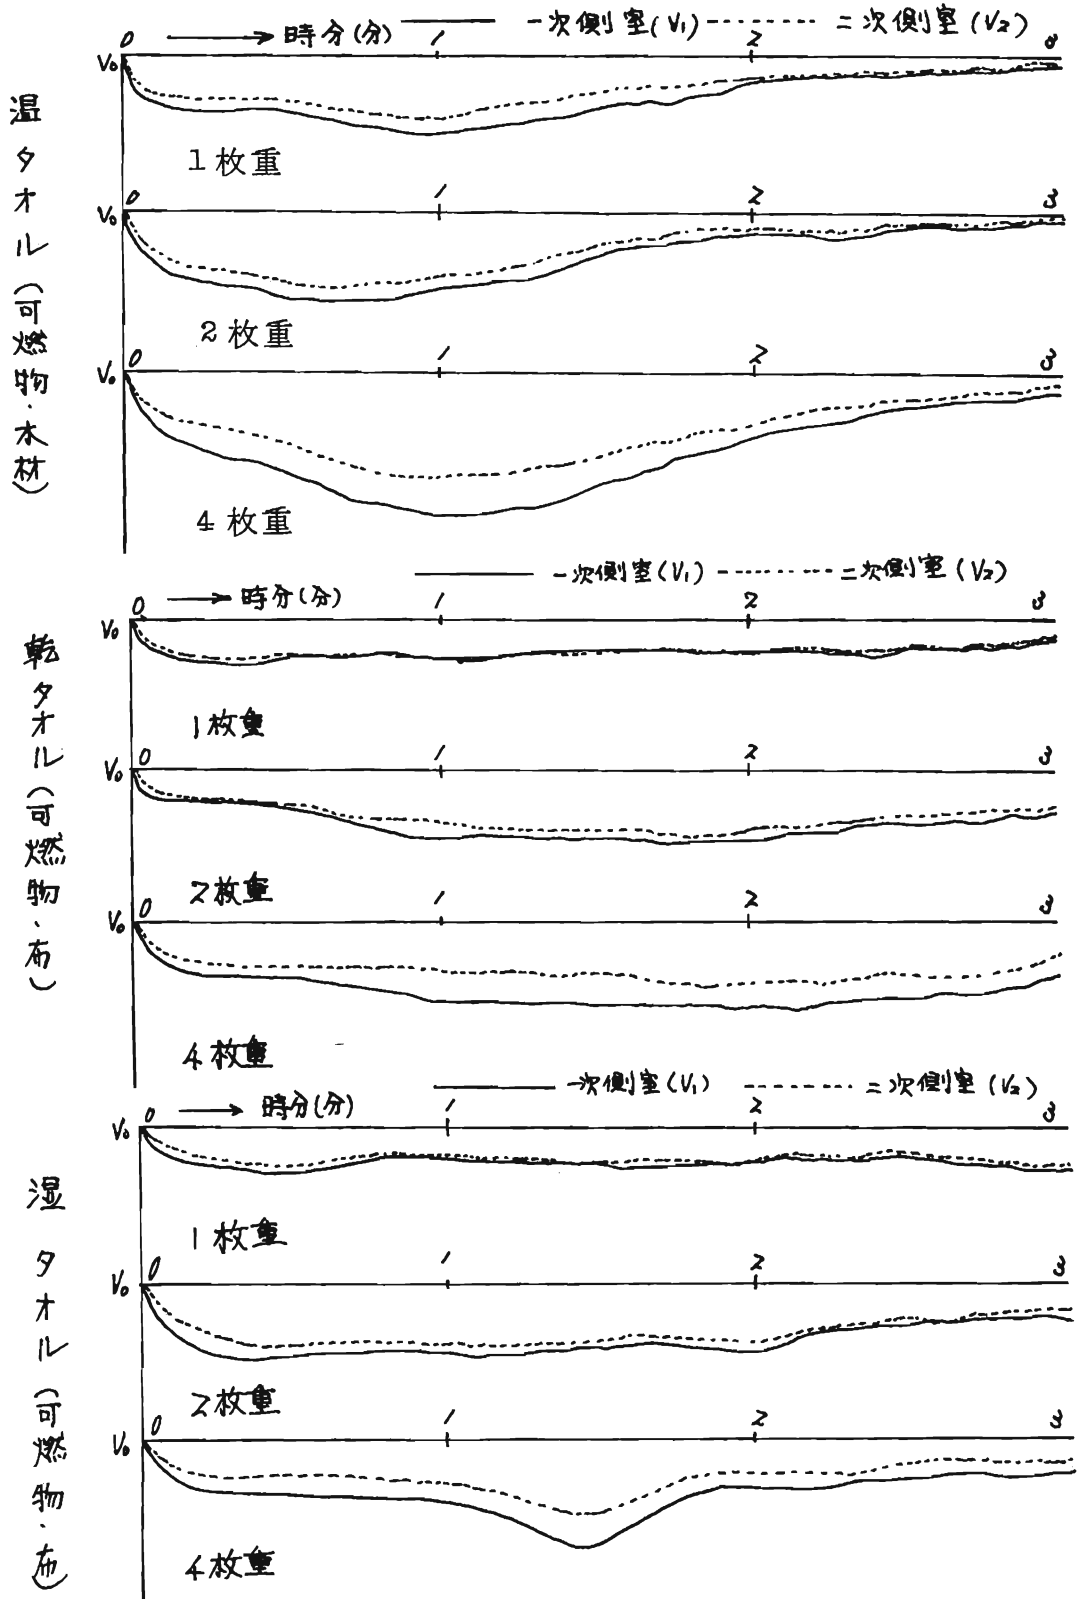 0 → 時分(分) 1 一次側室(V₁) 2 二次側室(V₂) 3
V₀
1枚重
0 1 2 3
V₀
2枚重
0 1 2 3
V₀
4枚重
温タオル(可燃物・木材)
0 → 時分(分) 1 一次側室(V₁) 2 二次側室(V₂) 3
V₀
1枚重
0 1 2 3
V₀
2枚重
0 1 2 3
V₀
4枚重
乾タオル(可燃物・布)
0 → 時分(分) 1 一次側室(V₁) 2 二次側室(V₂) 3
V₀
1枚重
0 1 2 3
V₀
2枚重
0 1 2 3
V₀
4枚重
湿タオル(可燃物・布)